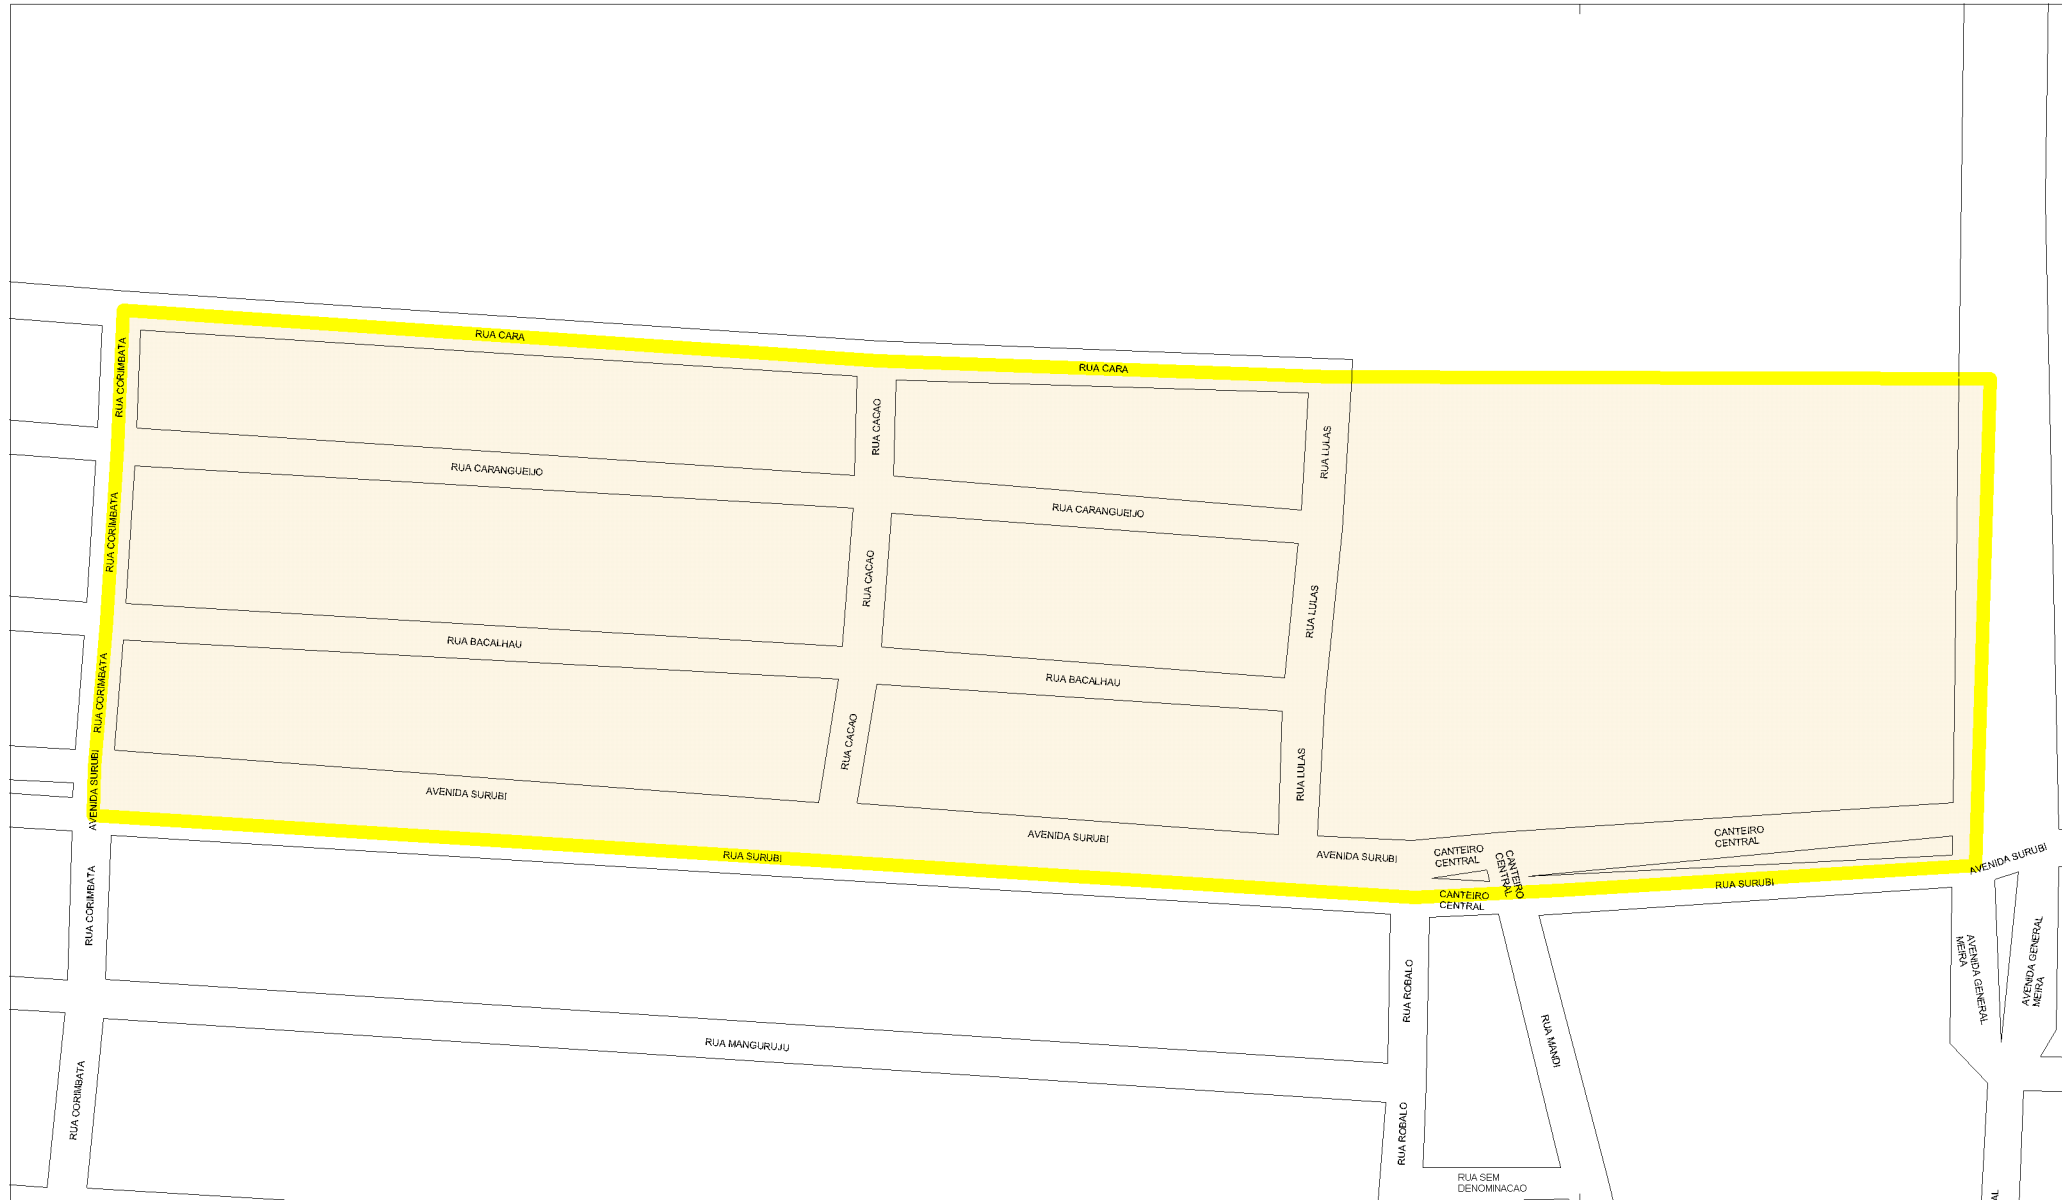 RUA CARA
RUA CARA
RUA CORIMBATA
RUA CACAO
RUA LULAS
RUA CARANGUEIJO
RUA CARANGUEIJO
RUA CORIMBATA
RUA CACAO
RUA LULAS
RUA BACALHAU
RUA BACALHAU
RUA CORIMBATA
RUA CACAO
RUA LULAS
AVENIDA SURUBI
AVENIDA SURUBI
AVENIDA SURUBI
AVENIDA SURUBI
RUA SURUBI
CANTEIRO
CENTRAL
CANTEIRO
CENTRAL
CANTEIRO
CENTRAL
CANTEIRO
CENTRAL
RUA SURUBI
AVENIDA SURUBI
RUA CORIMBATA
RUA ROBALO
AVENIDA GENERAL
MEIRA
AVENIDA GENERAL
MEIRA
RUA MANGURUJU
RUA MANDI
RUA CORIMBATA
RUA ROBALO
RUA SEM
DENOMINACAO
AL